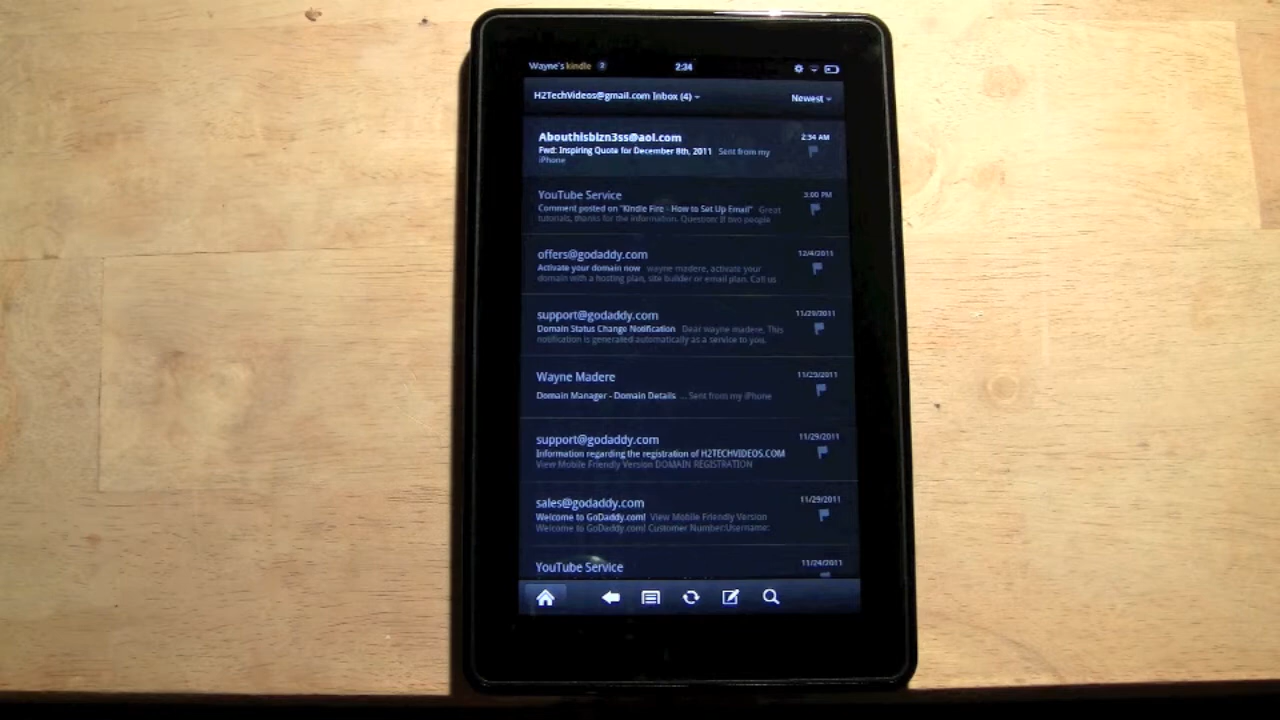 Wayne's kindle 2 2:34
H2TechVideos@gmail.com Inbox (4) Newest
Abouthisbizn3ss@aol.com 2:34 AM
Fwd: Inspiring Quote for December 8th, 2011 Sent from my
iPhone
YouTube Service 3:00 PM
Comment posted on "Kindle Fire - How to Set Up Email" Great
tutorials, thanks for the information. Question: If two people
offers@godaddy.com 12/4/2011
Activate your domain now wayne madere, activate your
domain with a hosting plan, site builder or email plan. Call us
support@godaddy.com 11/29/2011
Domain Status Change Notification Dear wayne madere, This
notification is generated automatically as a service to you.
Wayne Madere 11/29/2011
Domain Manager - Domain Details ... Sent from my iPhone
support@godaddy.com 11/29/2011
Information regarding the registration of H2TECHVIDEOS.COM
View Mobile Friendly Version DOMAIN REGISTRATION
sales@godaddy.com 11/29/2011
Welcome to GoDaddy.com! View Mobile Friendly Version
Welcome to GoDaddy.com! Customer Number:Username:
YouTube Service 11/24/2011